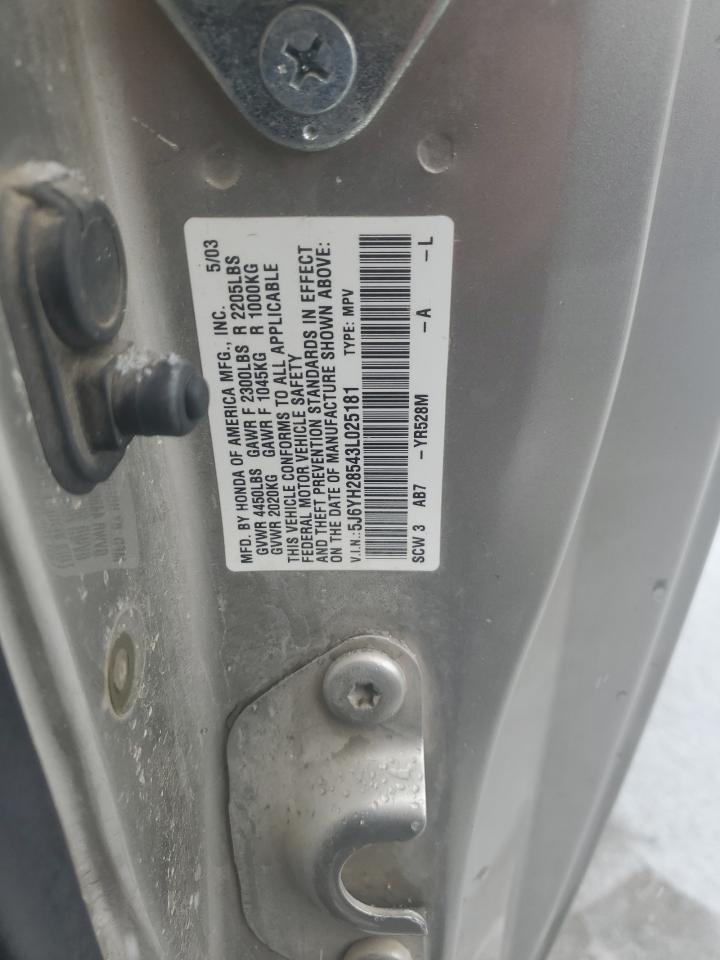 MFD. BY HONDA OF AMERICA MFG., INC. 5/03
GVWR 4450LBS GAWR F 2300LBS R 2205LBS
GVWR 2020KG GAWR F 1045KG R 1000KG
THIS VEHICLE CONFORMS TO ALL APPLICABLE
FEDERAL MOTOR VEHICLE SAFETY
AND THEFT PREVENTION STANDARDS IN EFFECT
ON THE DATE OF MANUFACTURE SHOWN ABOVE:
V.I.N.:5J6YH28543L025181 TYPE: MPV
SCW 3 AB7 -YR528M -A -L